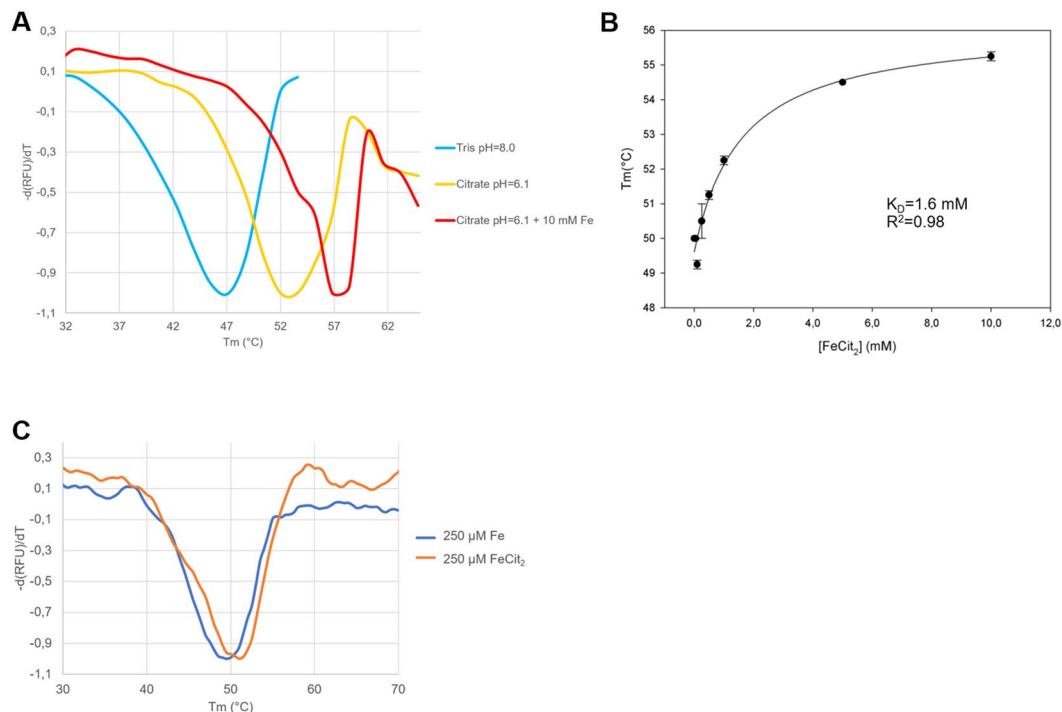 A
0,3
0,1
-0,1
-0,3
-0,5
-0,7
-0,9
-1,1
-d(RFU)/dT
32 37 42 47 52 57 62
Tm (°C)
Tris pH=8.0
Citrate pH=6.1
Citrate pH=6.1 + 10 mM Fe
B
56
55
54
53
52
51
50
49
48
Tm(°C)
K_D=1.6 mM
R²=0.98
0,0 2,0 4,0 6,0 8,0 10,0 12,0
[FeCit₂] (mM)
C
0,3
0,1
-0,1
-0,3
-0,5
-0,7
-0,9
-1,1
-d(RFU)/dT
30 40 50 60 70
Tm (°C)
250 µM Fe
250 µM FeCit₂